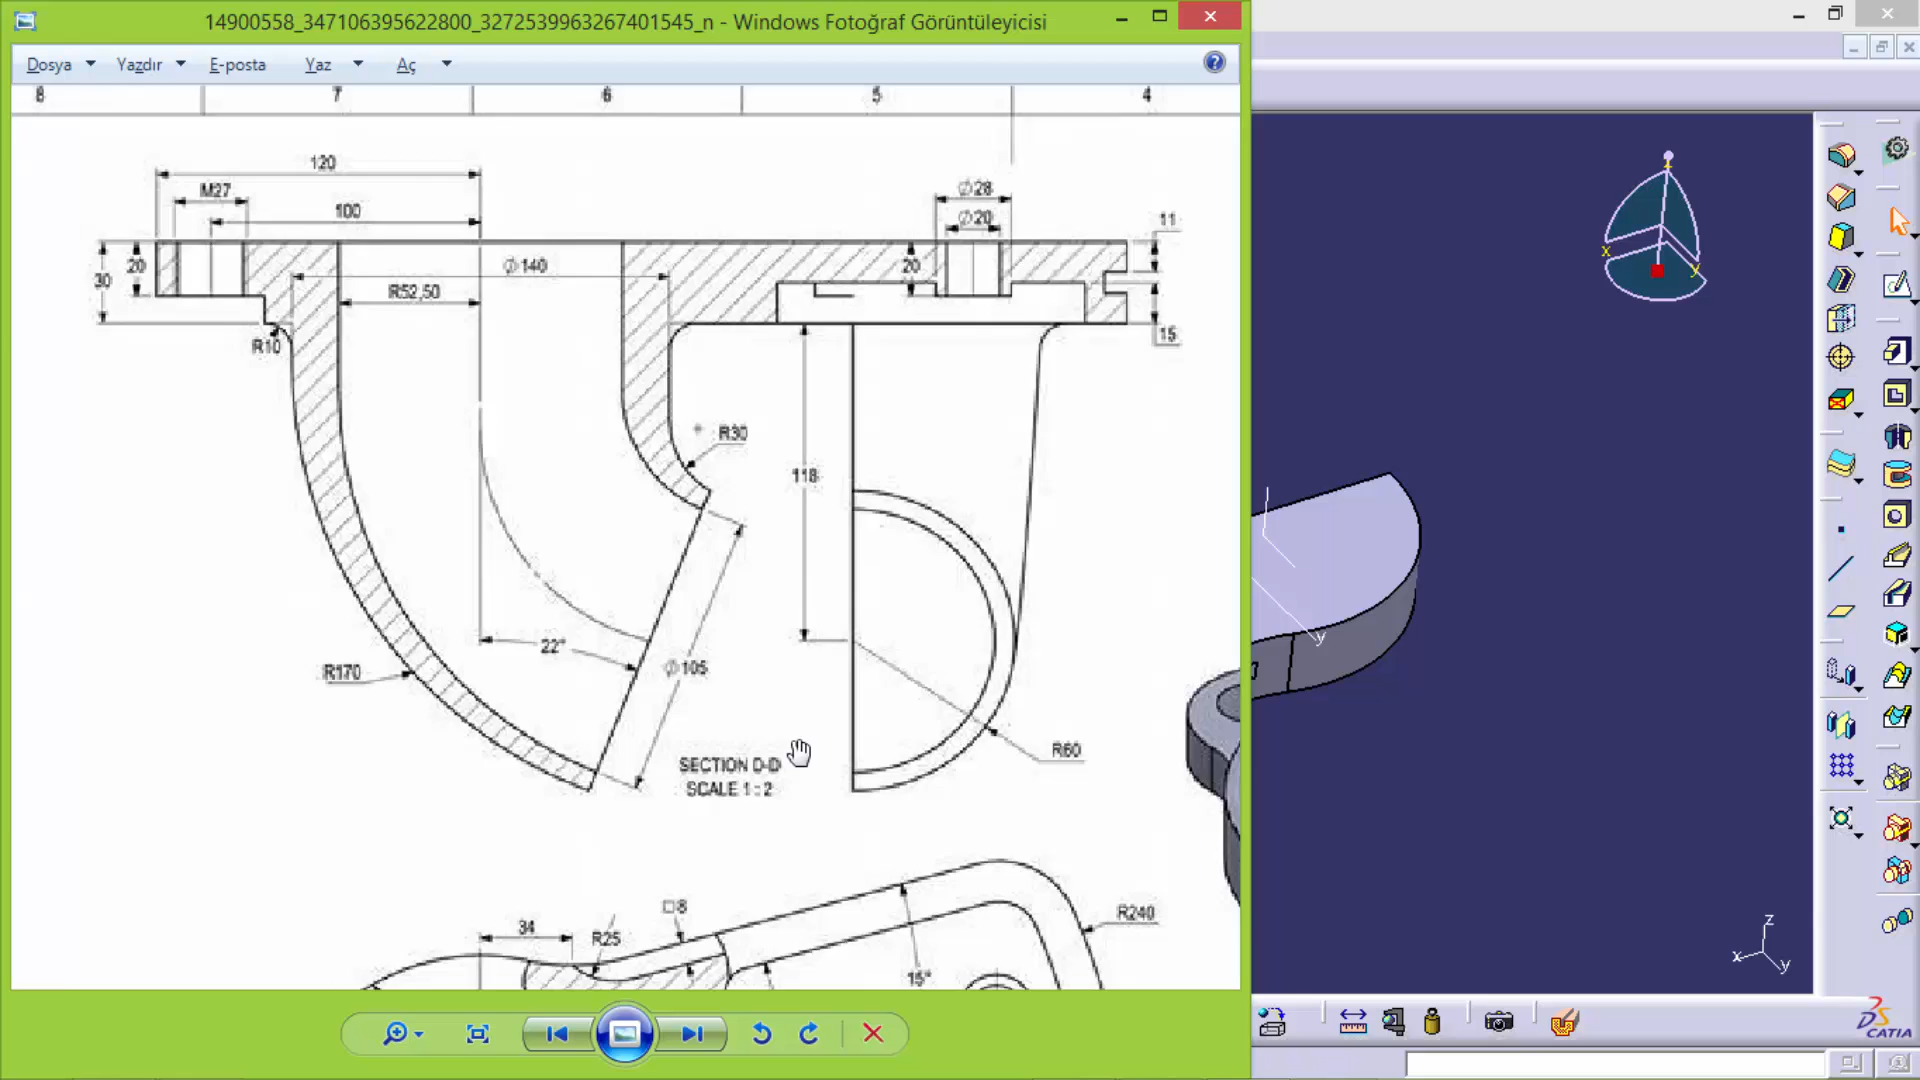 14900558_347106395622800_3272539963267401545_n - Windows Fotoğraf Görüntüleyicisi
Dosya Yazdır E-posta Yaz Aç
8 7 6 5 4
120
M27
100
Ø28
Ø20
11
30
20
Ø140
20
R52,50
15
R10
R30
118
22°
Ø105
R170
R60
SECTION D-D
SCALE 1 : 2
□8
34
R25
R240
15°
x
y
y
z
x
y
CATIA